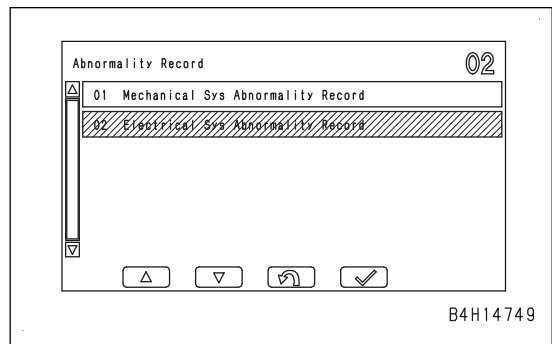 Abnormality Record 02
01 Mechanical Sys Abnormality Record
02 Electrical Sys Abnormality Record
B4H14749